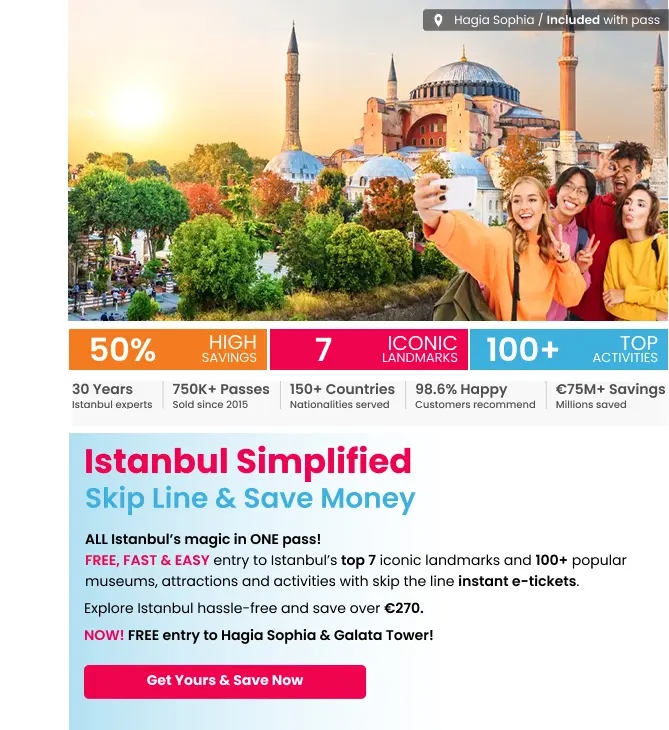 Hagia Sophia / Included with pass
50% HIGH SAVINGS
7 ICONIC LANDMARKS
100+ TOP ACTIVITIES
30 Years
Istanbul experts
750K+ Passes
Sold since 2015
150+ Countries
Nationalities served
98.6% Happy
Customers recommend
€75M+ Savings
Millions saved
Istanbul Simplified
Skip Line & Save Money
ALL Istanbul's magic in ONE pass!
FREE, FAST & EASY entry to Istanbul's top 7 iconic landmarks and 100+ popular
museums, attractions and activities with skip the line instant e-tickets.
Explore Istanbul hassle-free and save over €270.
NOW! FREE entry to Hagia Sophia & Galata Tower!
Get Yours & Save Now